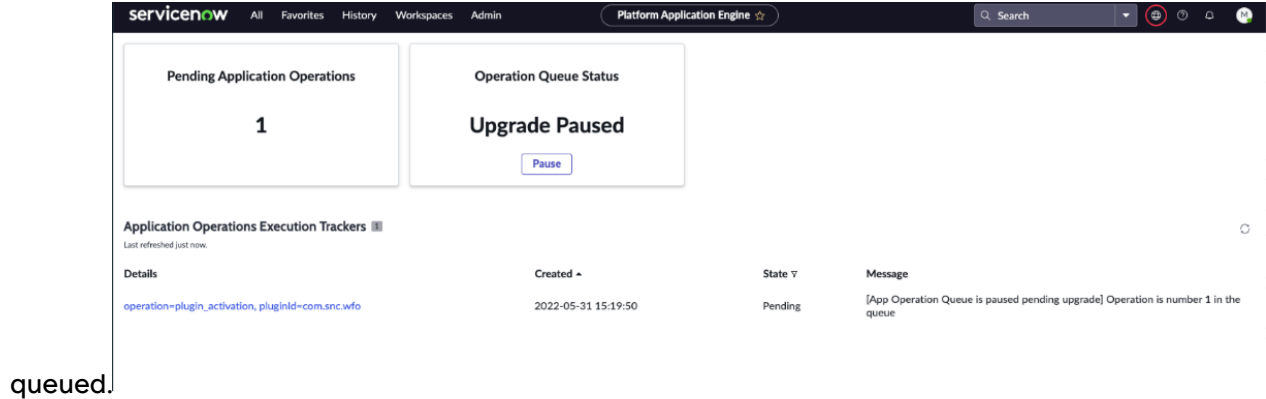 servicenow All Favorites History Workspaces Admin Platform Application Engine Search M
Pending Application Operations
1
Operation Queue Status
Upgrade Paused
Pause
Application Operations Execution Trackers 1
Last refreshed just now.
Details Created State Message
operation=plugin_activation, pluginId=com.snc.wfo 2022-05-31 15:19:50 Pending [App Operation Queue is paused pending upgrade] Operation is number 1 in the
queue
queued.